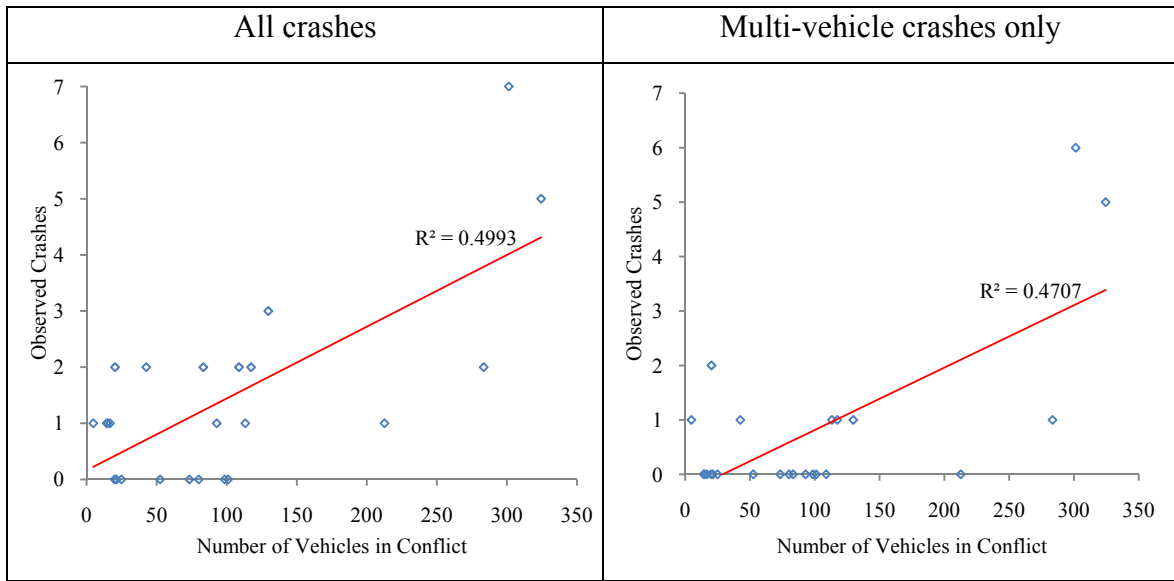 All crashes
7
6
5
4
3
2
1
0
Observed Crashes
R² = 0.4993
0 50 100 150 200 250 300 350
Number of Vehicles in Conflict
Multi-vehicle crashes only
7
6
5
4
3
2
1
0
Observed Crashes
R² = 0.4707
0 50 100 150 200 250 300 350
Number of Vehicles in Conflict